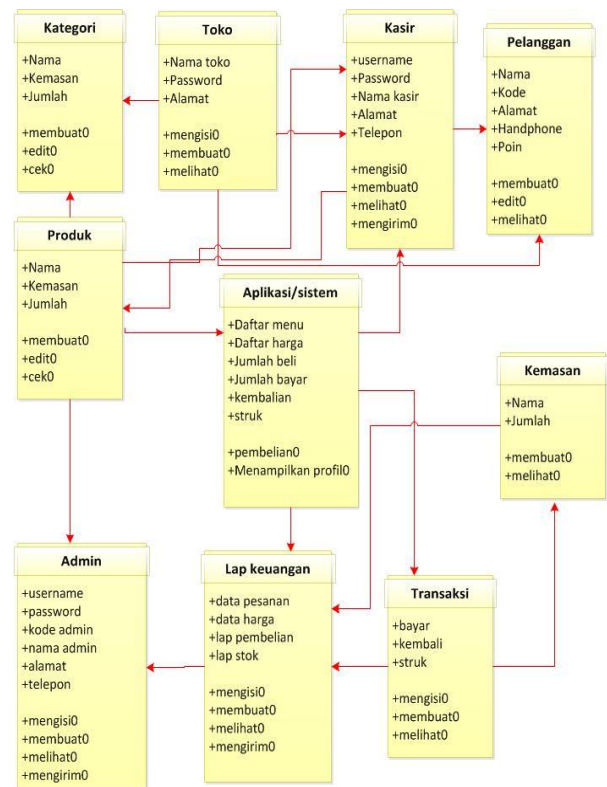 Kategori
+Nama
+Kemasan
+Jumlah
+membuat0
+edit0
+cek0
Toko
+Nama toko
+Password
+Alamat
+mengisi0
+membuat0
+melihat0
Kasir
+username
+Password
+Nama kasir
+Alamat
+Telepon
+mengisi0
+membuat0
+melihat0
+mengirim0
Pelanggan
+Nama
+Kode
+Alamat
+Handphone
+Poin
+membuat0
+edit0
+melihat0
Produk
+Nama
+Kemasan
+Jumlah
+membuat0
+edit0
+cek0
Aplikasi/sistem
+Daftar menu
+Daftar harga
+Jumlah beli
+Jumlah bayar
+kembalian
+struk
+pembelian0
+Menampilkan profil0
Kemasan
+Nama
+Jumlah
+membuat0
+melihat0
Admin
+username
+password
+kode admin
+nama admin
+alamat
+telepon
+mengisi0
+membuat0
+melihat0
+mengirim0
Lap keuangan
+data pesanan
+data harga
+lap pembelian
+lap stok
+mengisi0
+membuat0
+melihat0
+mengirim0
Transaksi
+bayar
+kembali
+struk
+mengisi0
+membuat0
+melihat0